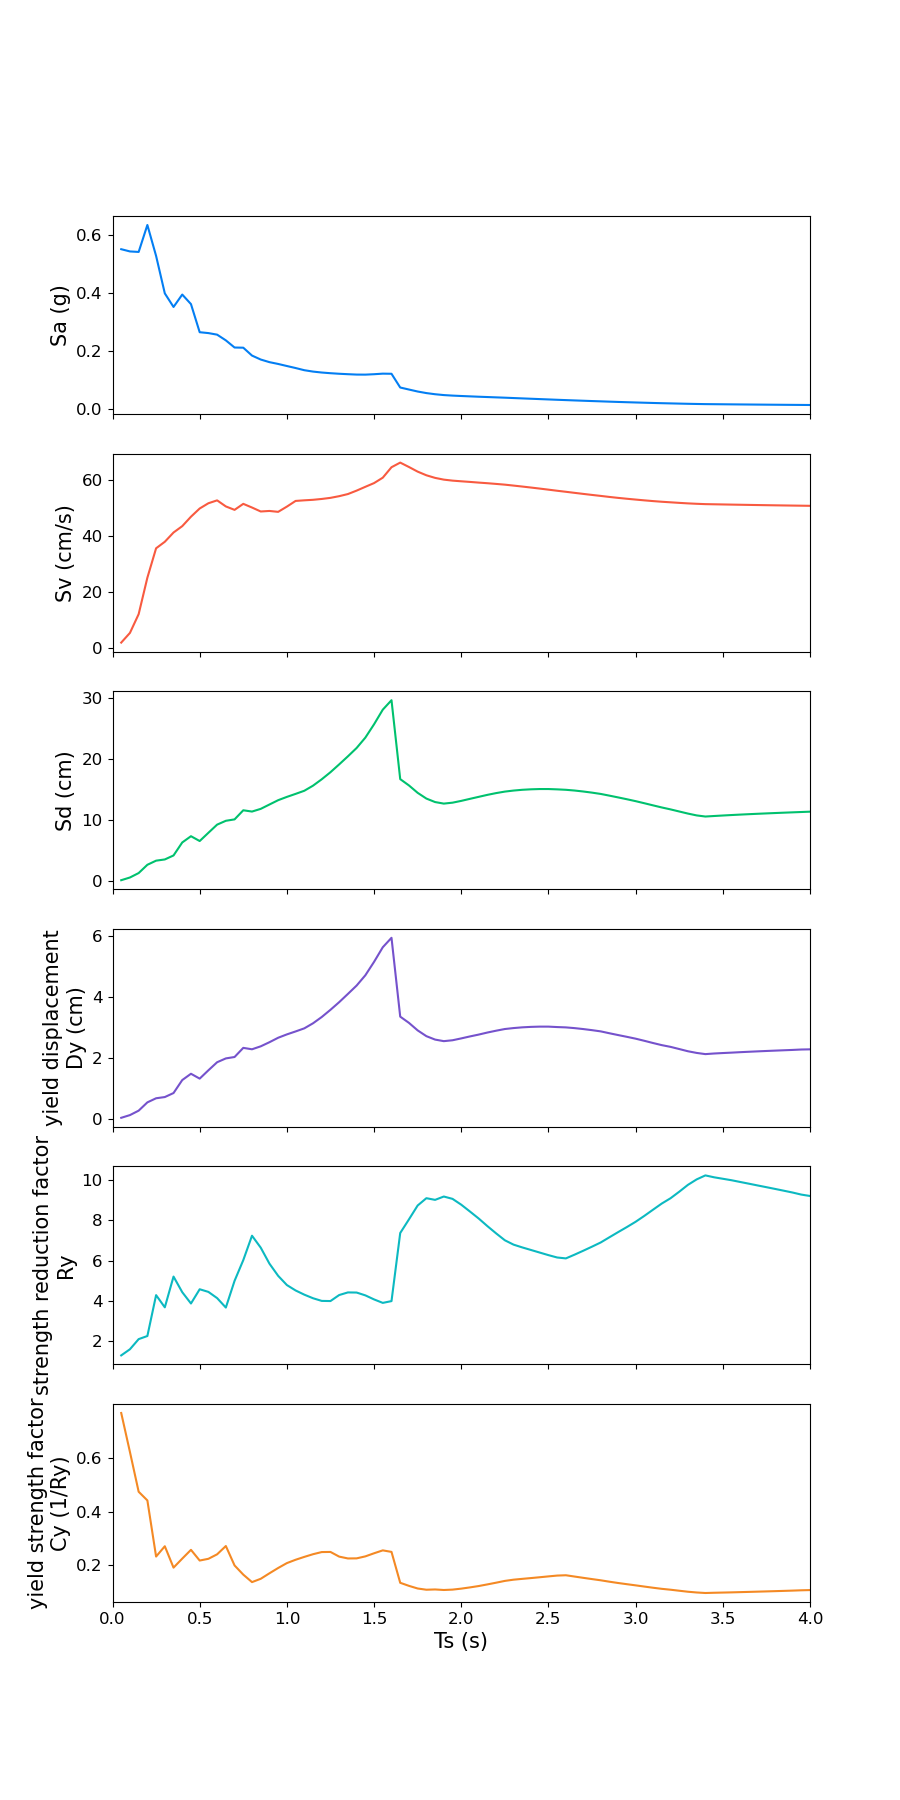 Sa (g)
0.6
0.4
0.2
0.0
Sv (cm/s)
60
40
20
0
Sd (cm)
30
20
10
0
yield displacement
Dy (cm)
6
4
2
0
strength reduction factor
Ry
10
8
6
4
2
yield strength factor
Cy (1/Ry)
0.6
0.4
0.2
0.0 0.5 1.0 1.5 2.0 2.5 3.0 3.5 4.0
Ts (s)